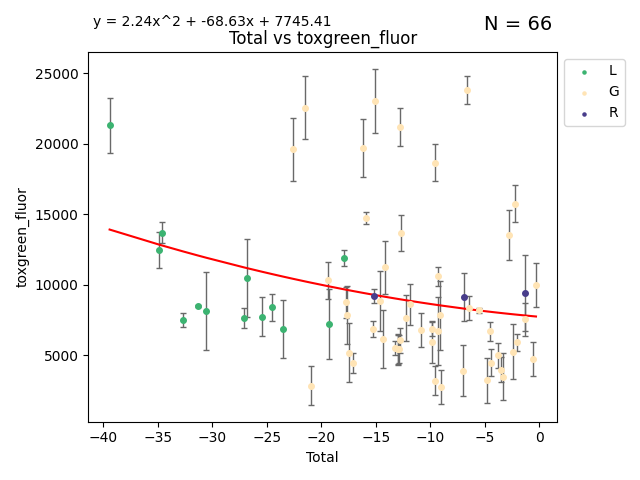 y = 2.24x^2 + -68.63x + 7745.41
N = 66
Total vs toxgreen_fluor
25000
20000
15000
10000
5000
toxgreen_fluor
−40 −35 −30 −25 −20 −15 −10 −5 0
Total
L
G
R